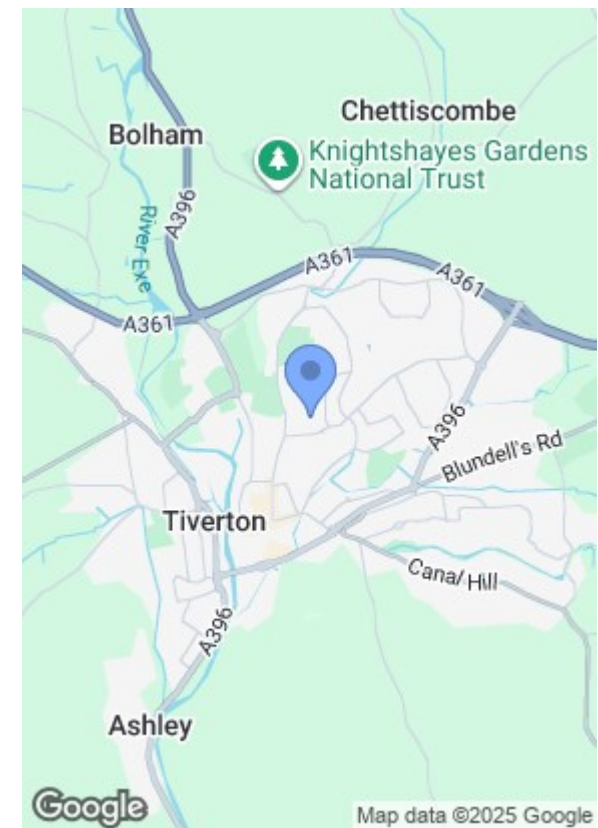 Chettiscombe
Bolham
Knightshayes Gardens
National Trust
A396
River Exe
A361
A361
A361
A396
Blundell's Rd
Tiverton
Canal Hill
A396
Ashley
Google
Map data ©2025 Google